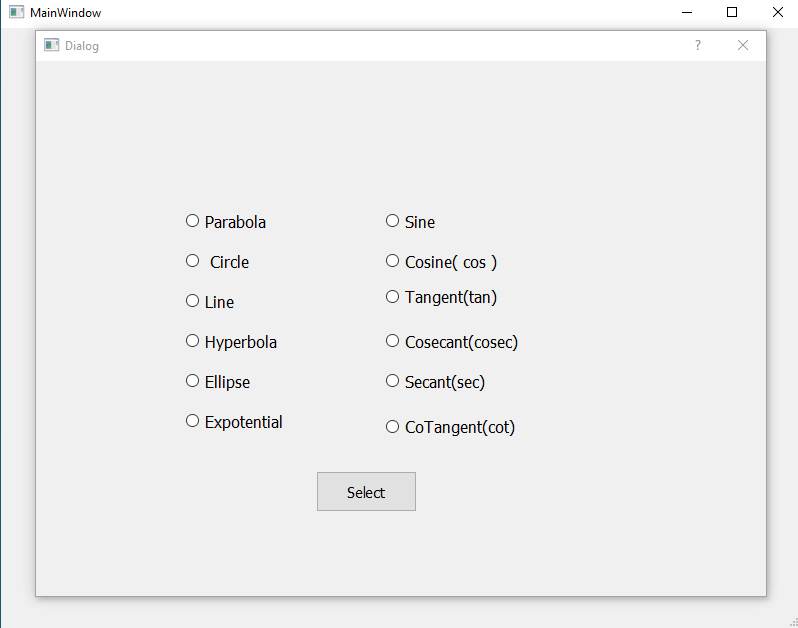 MainWindow
Dialog
?
Parabola
Circle
Line
Hyperbola
Ellipse
Expotential
Sine
Cosine( cos )
Tangent(tan)
Cosecant(cosec)
Secant(sec)
CoTangent(cot)
Select